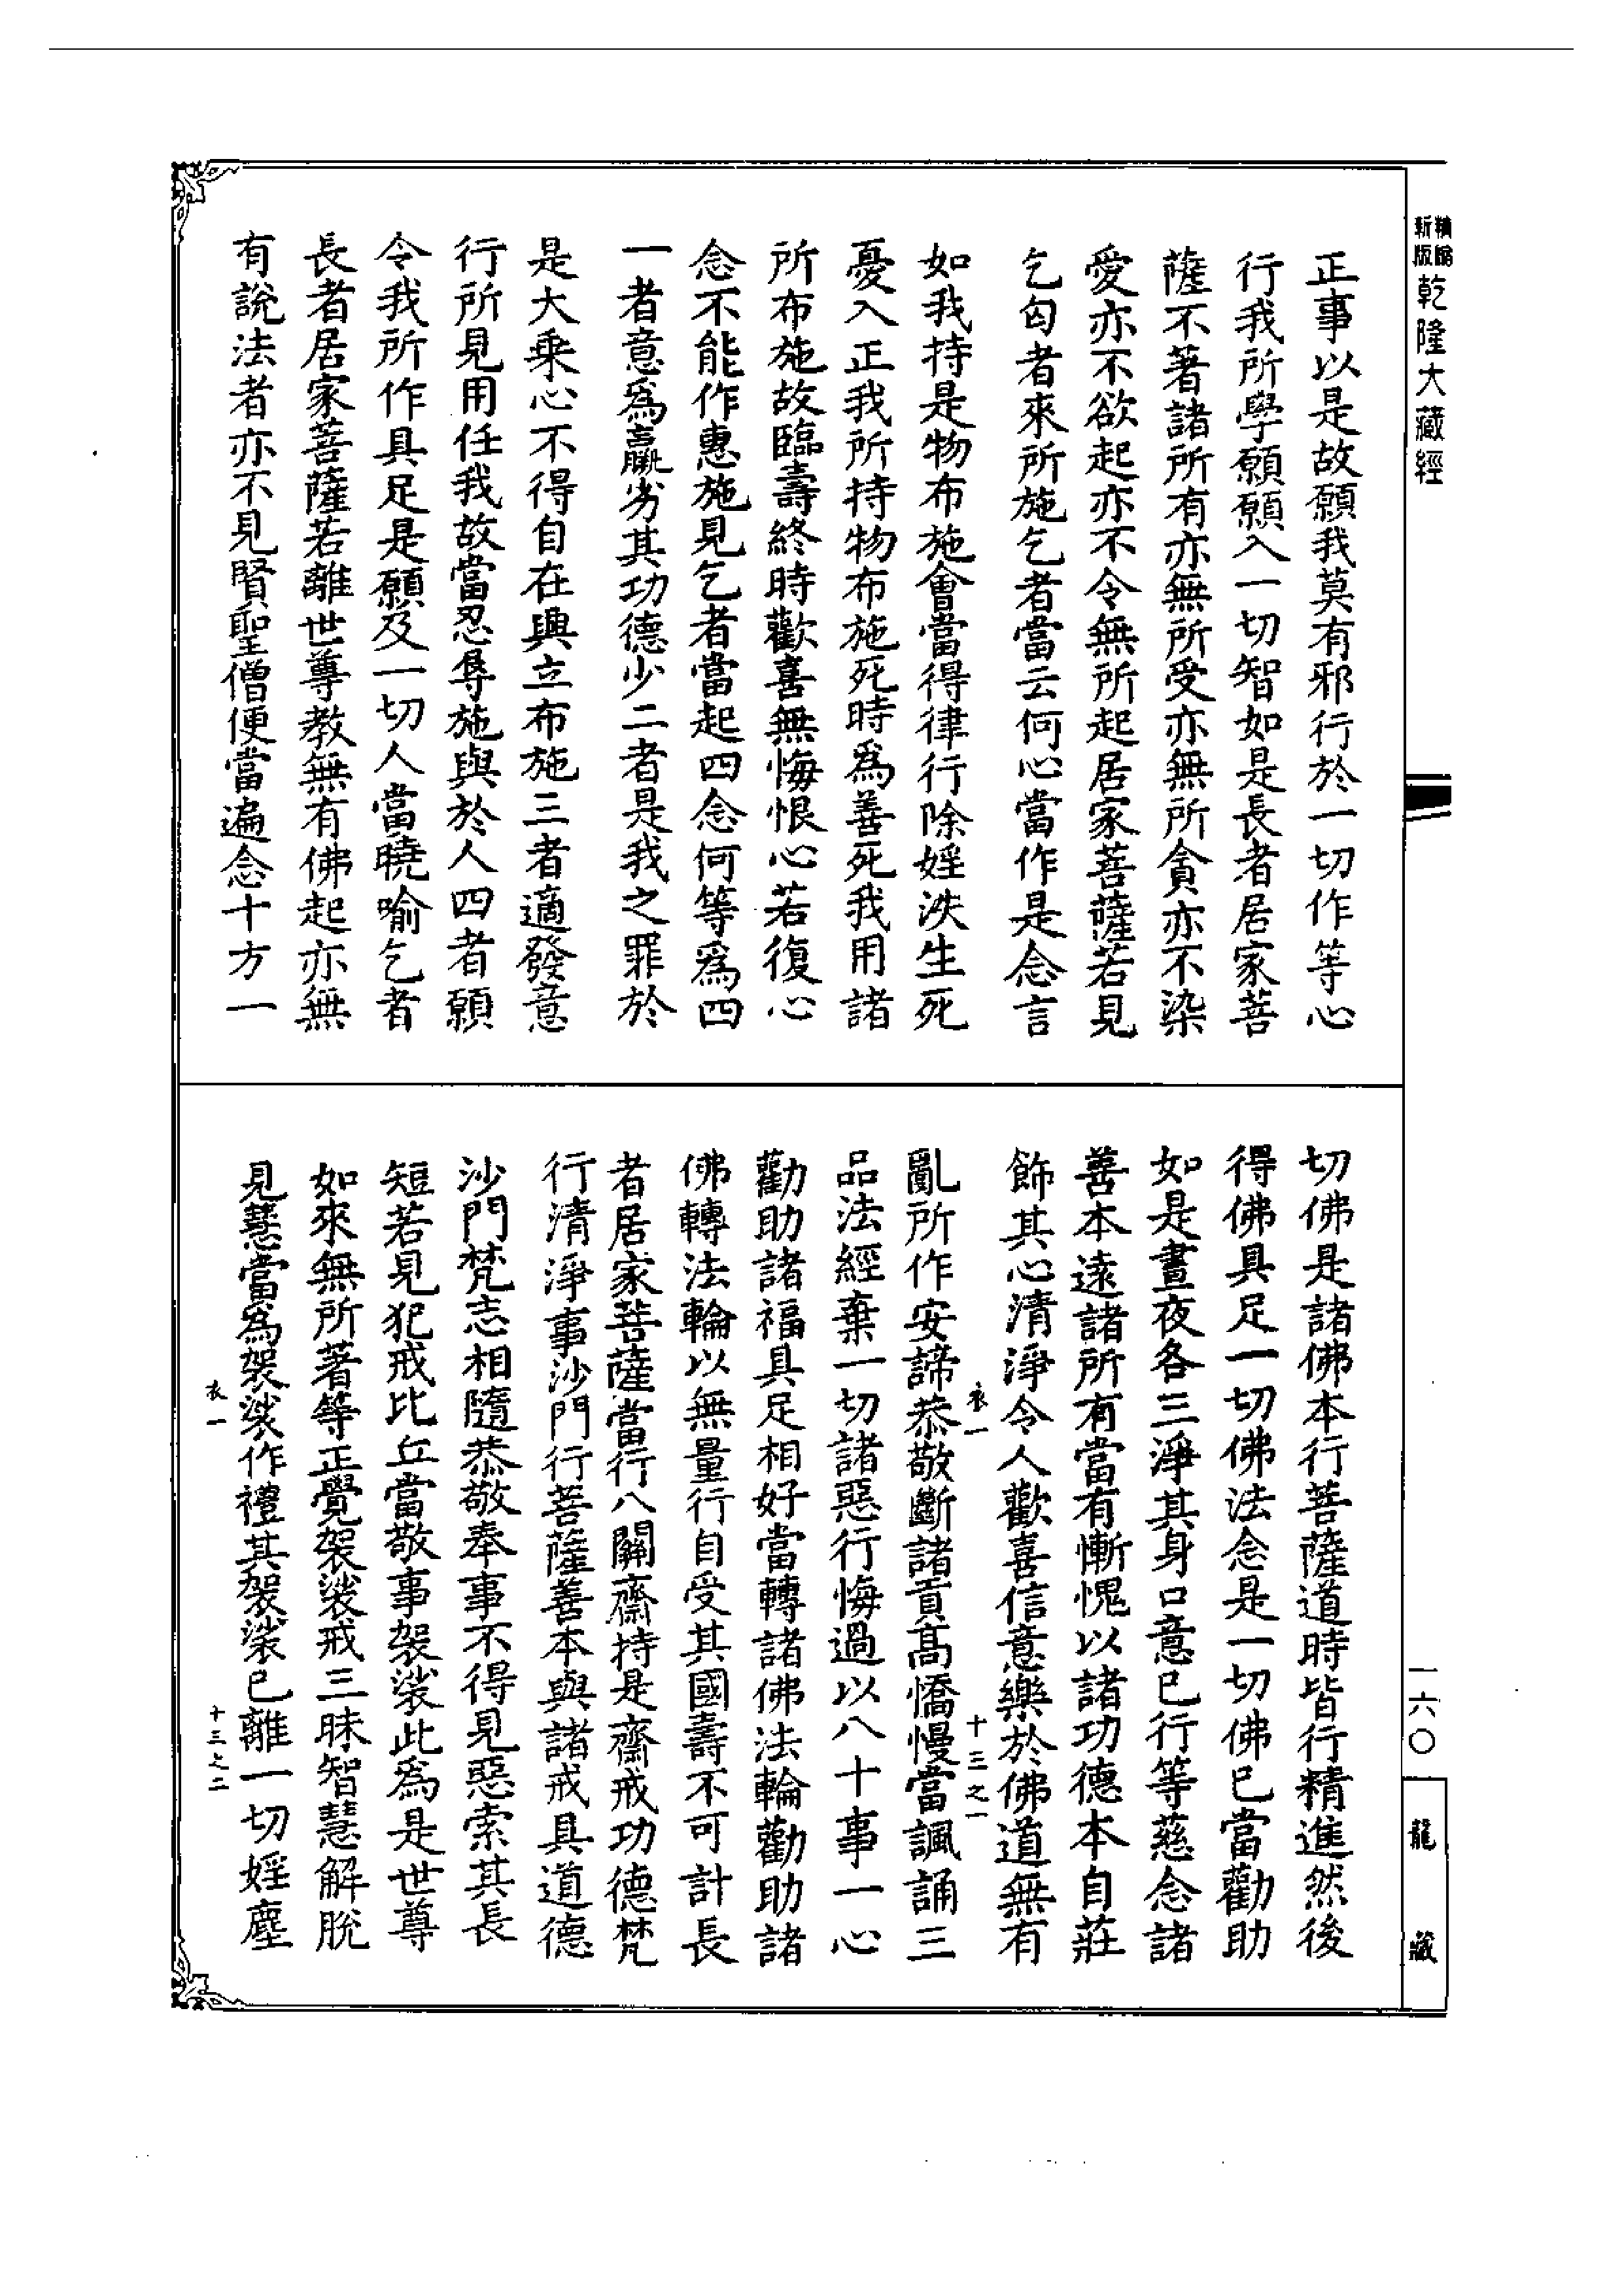 精縮新版乾隆大藏經
正事以是故願我莫有邪行於一切作等心
行我所學願願入一切智如是長者居家菩
薩不著諸所有亦無所受亦無所貪亦不染
愛亦不欲起亦不令無所起居家菩薩若見
乞匃者來所施乞者當云何心當作是念言
如我持是物布施會當得律行除婬泆生死
憂入正我所持物布施死時爲善死我用諸
所布施故臨壽終時歡喜無悔恨心若復心
念不能作惠施見乞者當起四念何等爲四
一者意爲羸劣其功德少二者是我之罪於
是大乘心不得自在興立布施三者適發意
行所見用任我故當忍辱施與於人四者願
令我所作具足是願及一切人當曉喻乞者
長者居家菩薩若離世尊教無有佛起亦無
有說法者亦不見賢聖僧便當遍念十方一
切佛是諸佛本行菩薩道時皆行精進然後
得佛具足一切佛法念是一切佛已當勸助
如是晝夜各三淨其身口意已行等慈念諸
善本遠諸所有當有慚愧以諸功德本自莊
飾其心清淨令人歡喜信意樂於佛道無有
衣一 十三之一
亂所作安諦恭敬斷諸貢高憍慢當諷誦三
品法經棄一切諸惡行悔過以八十事一心
勸助諸福具足相好當轉諸佛法輪勸助諸
佛轉法輪以無量行自受其國壽不可計長
者居家菩薩當行八關齋持是齋戒功德梵
行清淨事沙門行菩薩善本與諸戒具道德
沙門梵志相隨恭敬奉事不得見惡索其長
短若見犯戒比丘當敬事袈裟此爲是世尊
如來無所著等正覺袈裟戒三昧智慧解脫
見慧當爲袈裟作禮其袈裟已離一切婬塵
衣一 十三之二
一六〇
龍藏